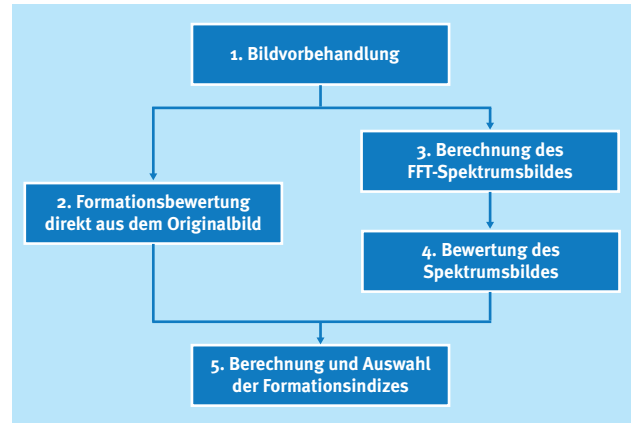 1. Bildvorbehandlung
2. Formationsbewertung
direkt aus dem Originalbild
3. Berechnung des
FFT-Spektrumsbildes
4. Bewertung des
Spektrumsbildes
5. Berechnung und Auswahl
der Formationsindizes